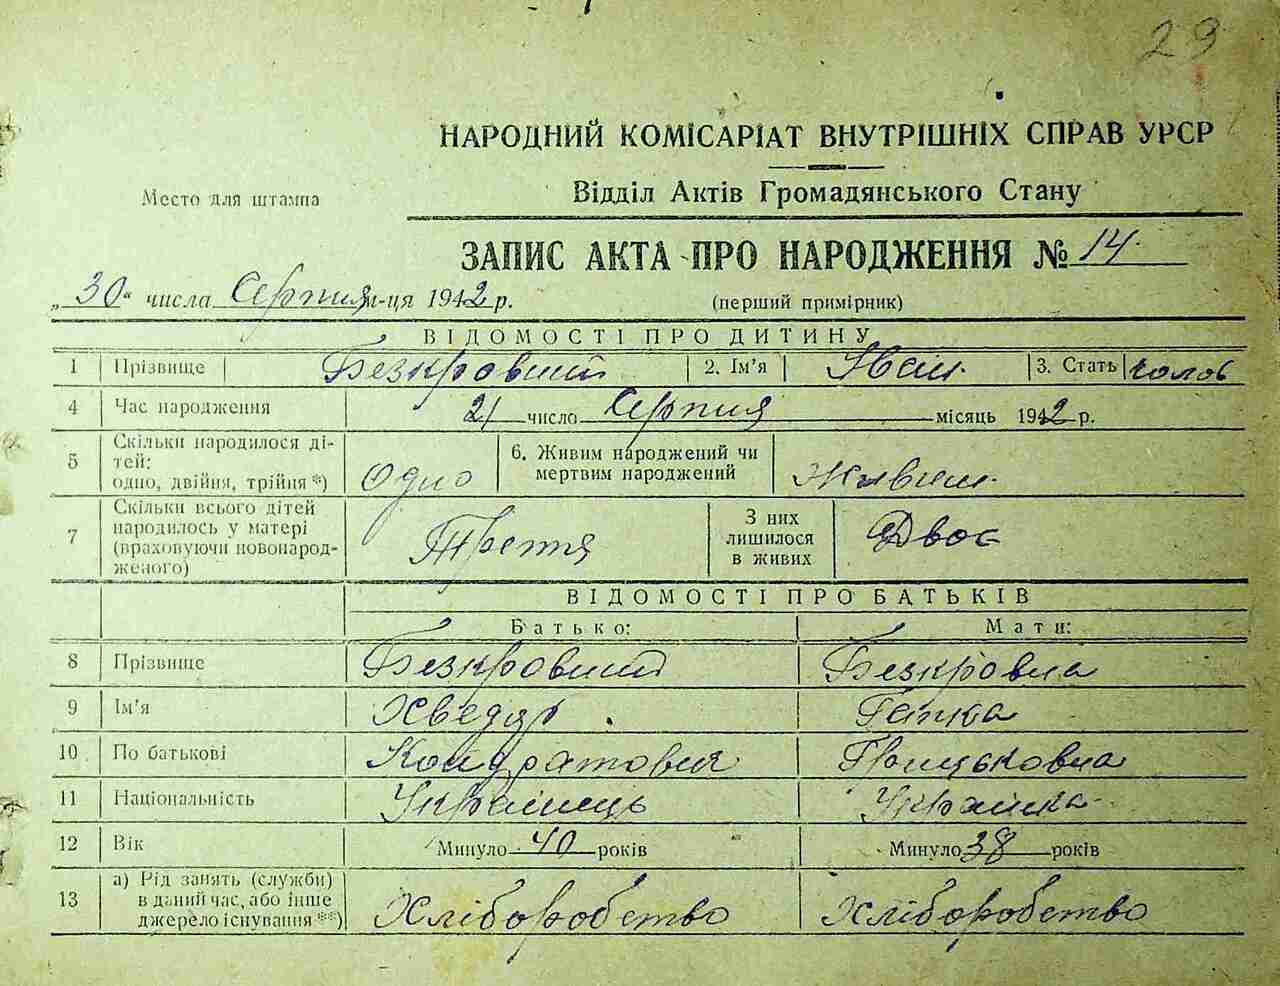 29
НАРОДНИЙ КОМІСАРІАТ ВНУТРІШНІХ СПРАВ УРСР
Место для штампа
Відділ Актів Громадянського Стану
ЗАПИС АКТА ПРО НАРОДЖЕННЯ № 14
„30" числа Серпня м-ця 1942 р.
(перший примірник)
ВІДОМОСТІ ПРО ДИТИНУ
1 Прізвище Безкровний 2. Ім'я Іван 3. Стать чолов
4 Час народження 21 число Серпня місяць 1942 р.
5 Скільки народилося ді-
тей:
одно, двійня, трійня *) Одно 6. Живим народжений чи
мертвим народжений Живим.
7 Скільки всього дітей
народилось у матері
(враховуючи новонарод-
женого) Третя З них
лишилося
в живих Двоє
ВІДОМОСТІ ПРО БАТЬКІВ
Батько: Мати:
8 Прізвище Безкровний Безкровна
9 Ім'я Хведір Гапка
10 По батькові Кондратович Грицьковна
11 Національність Українець Українка
12 Вік Минуло 40 років Минуло 38 років
13 а) Рід занять (служби)
в даний час, або інше
джерело існування **) Хліборобство Хліборобство